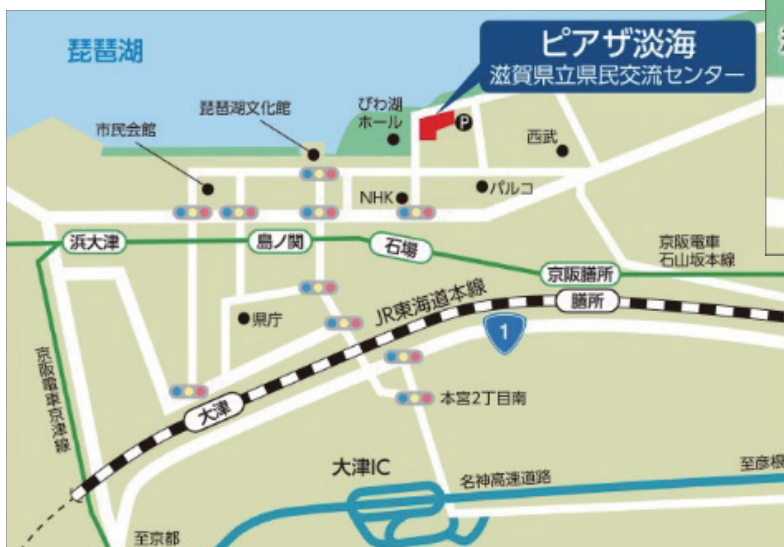 琵琶湖
ピアザ淡海
滋賀県立県民交流センター
琵琶湖文化館
びわ湖
ホール
市民会館
P
西武
NHK
パルコ
浜大津
島ノ関
石場
京阪電車
石山坂本線
京阪膳所
JR東海道本線
膳所
県庁
1
京阪電車京津線
大津
本宮2丁目南
大津IC
名神高速道路
至彦根
至京都